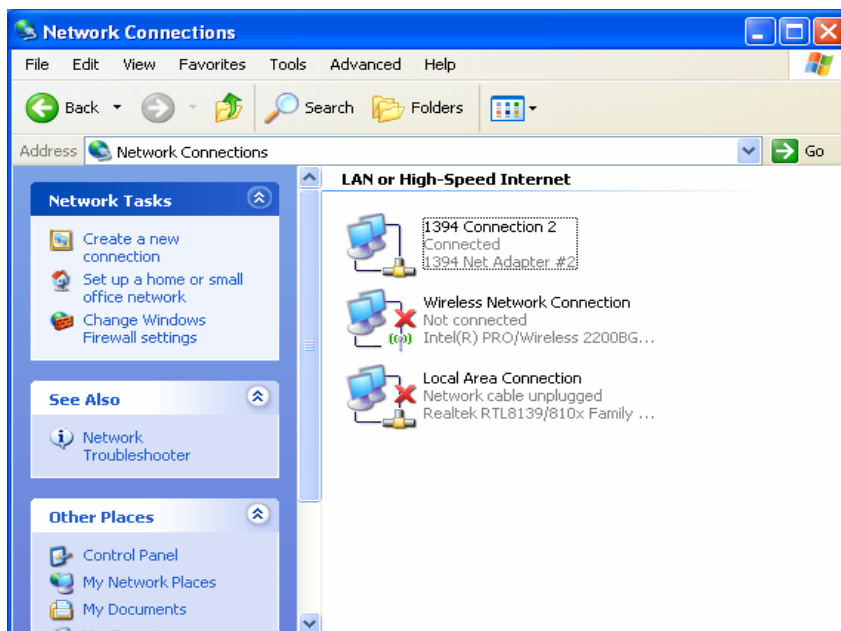 Network Connections
File Edit View Favorites Tools Advanced Help
Back Search Folders
Address Network Connections Go
Network Tasks
Create a new
connection
Set up a home or small
office network
Change Windows
Firewall settings
See Also
Network
Troubleshooter
Other Places
Control Panel
My Network Places
My Documents
LAN or High-Speed Internet
1394 Connection 2
Connected
1394 Net Adapter #2
Wireless Network Connection
Not connected
Intel(R) PRO/Wireless 2200BG...
Local Area Connection
Network cable unplugged
Realtek RTL8139/810x Family ...